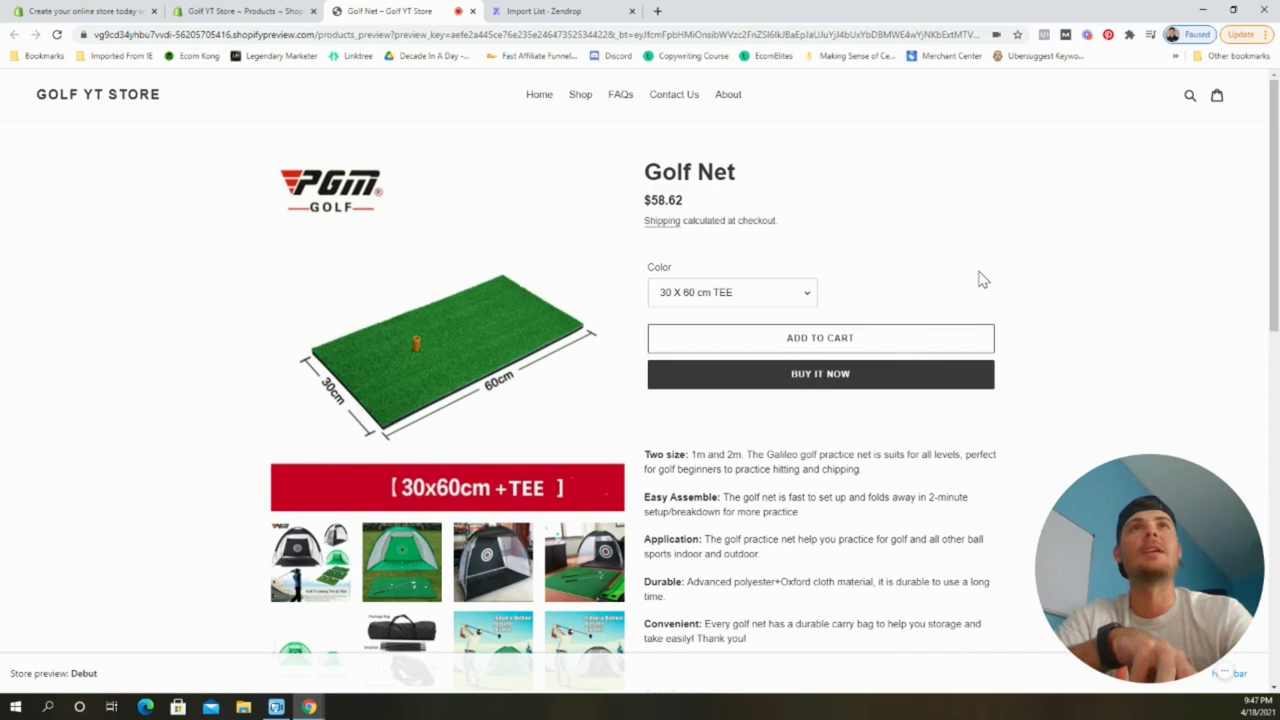 Create your online store today
Golf YT Store ~ Products ~ Shop
Golf Net – Golf YT Store
Import List - Zendrop
vg9cd34yhbu7vvdi-56205705416.shopifypreview.com/products_preview?preview_key=aefe2a445ce76e235e2464735253442
Paused
Update
Bookmarks
Imported From IE
Ecom Kong
Legendary Marketer
Linktree
Decade In A Day -...
Fast Affiliate Funnel...
Discord
Copywriting Course
EcomElites
Making Sense of Ce...
Merchant Center
Ubersuggest Keywo...
Other bookmarks
GOLF YT STORE
Home
Shop
FAQs
Contact Us
About
PGM
GOLF
30cm
60cm
[ 30x60cm +TEE ]
Golf Net
$58.62
Shipping calculated at checkout.
Color
30 X 60 cm TEE
ADD TO CART
BUY IT NOW
Two size: 1m and 2m. The Galileo golf practice net is suits for all levels, perfect
for golf beginners to practice hitting and chipping.
Easy Assemble: The golf net is fast to set up and folds away in 2-minute
setup/breakdown for more practice
Application: The golf practice net help you practice for golf and all other ball
sports indoor and outdoor.
Durable: Advanced polyester+Oxford cloth material, it is durable to use a long
time.
Convenient: Every golf net has a durable carry bag to help you storage and
take easily! Thank you!
Store preview: Debut
bar
9:47 PM
4/18/2021